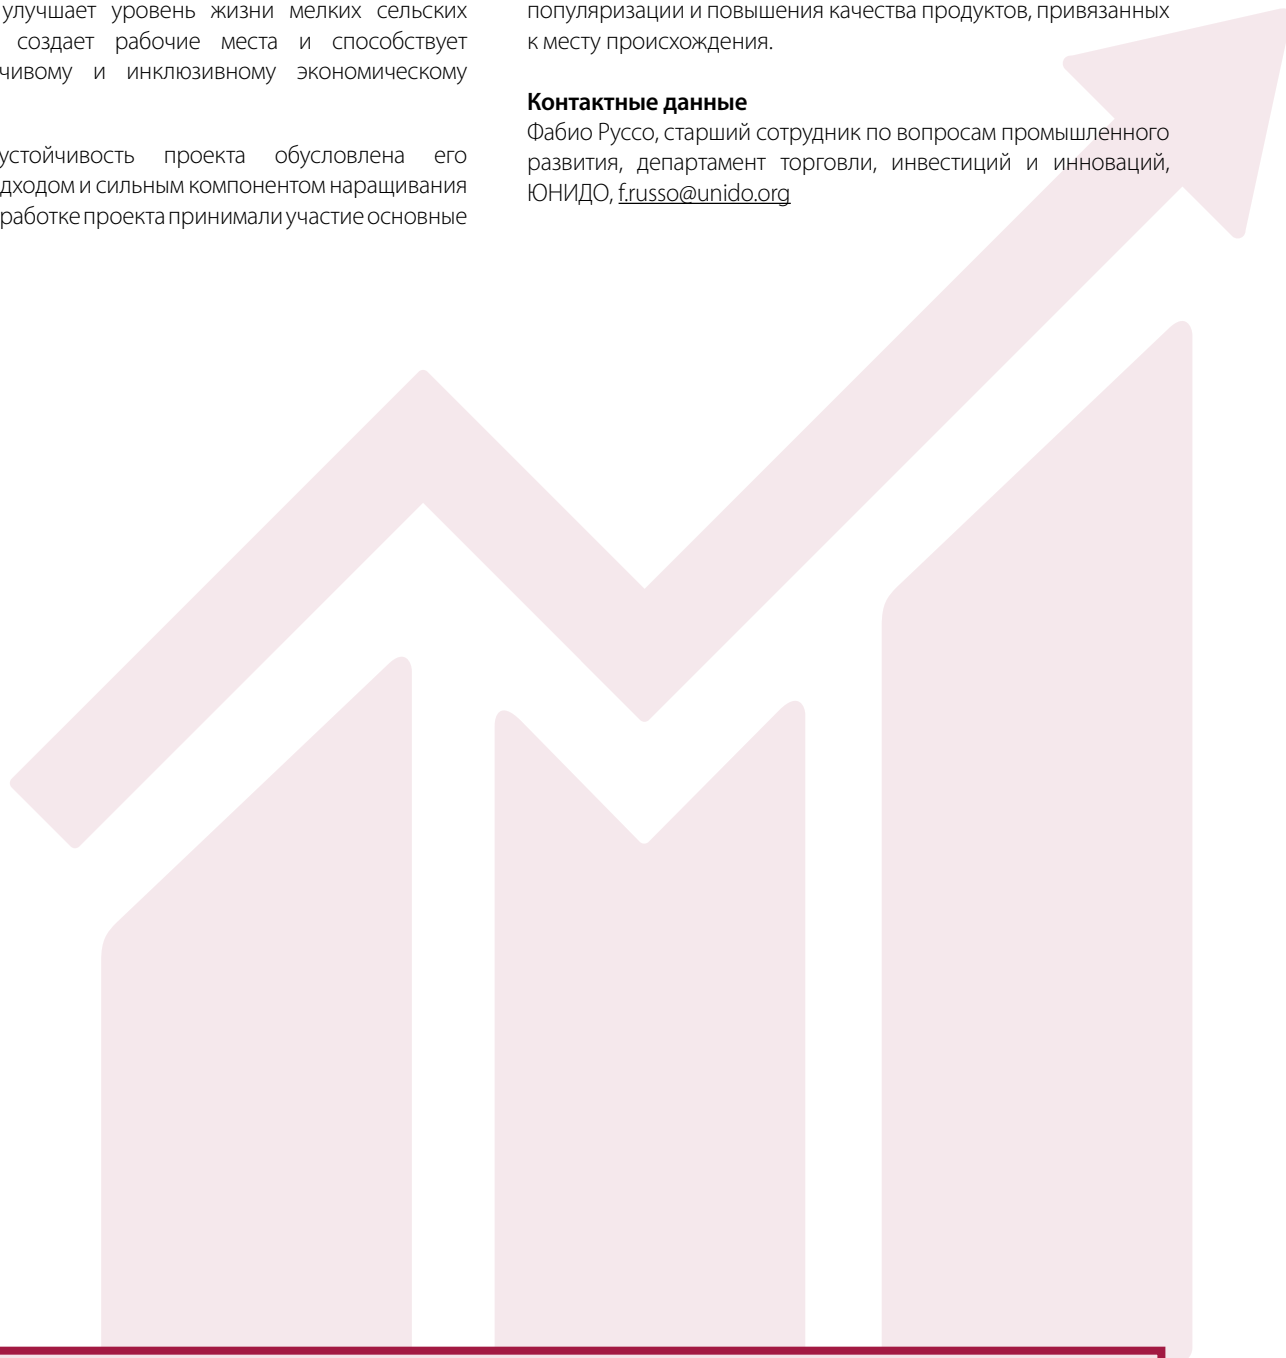 улучшает уровень жизни мелких сельских
создает рабочие места и способствует
чивому и инклюзивному экономическому
устойчивость проекта обусловлена его
дходом и сильным компонентом наращивания
работке проекта принимали участие основные
популяризации и повышения качества продуктов, привязанных
к месту происхождения.
Контактные данные
Фабио Руссо, старший сотрудник по вопросам промышленного
развития, департамент торговли, инвестиций и инноваций,
ЮНИДО, f.russo@unido.org